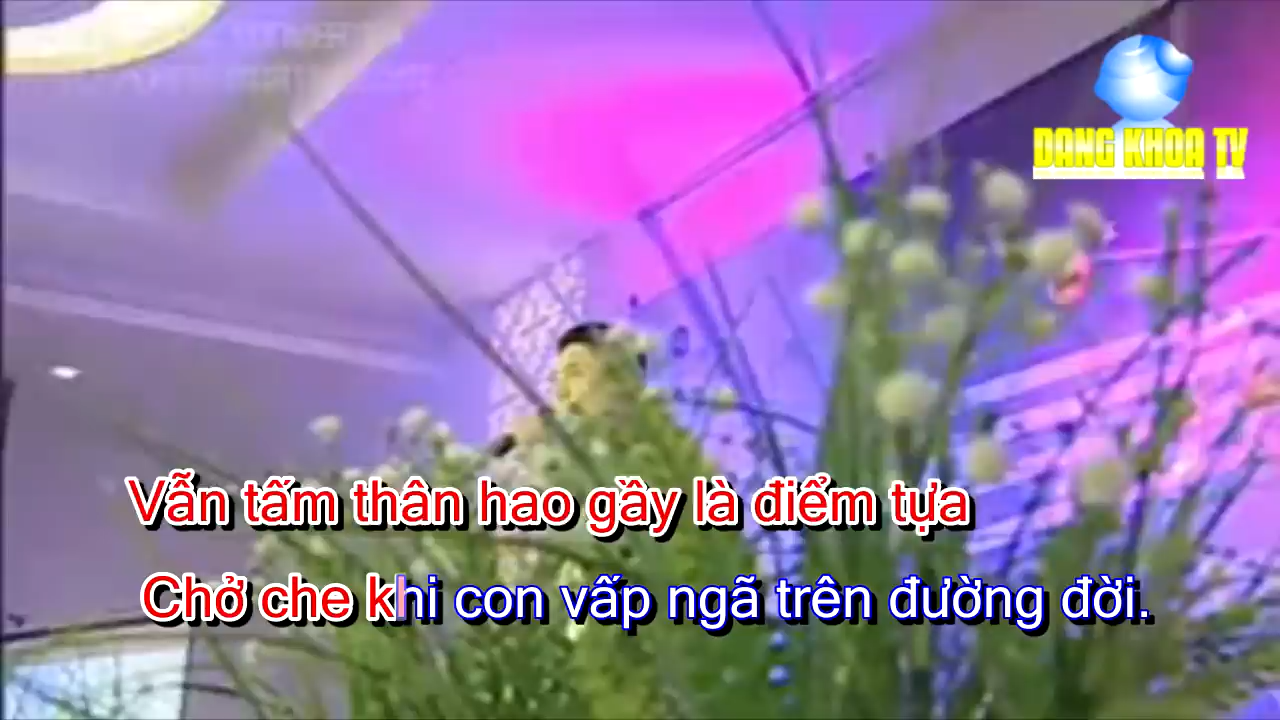 DANG KHOA TV
Vẫn tấm thân hao gầy là điểm tựa
Chở che khi con vấp ngã trên đường đời.